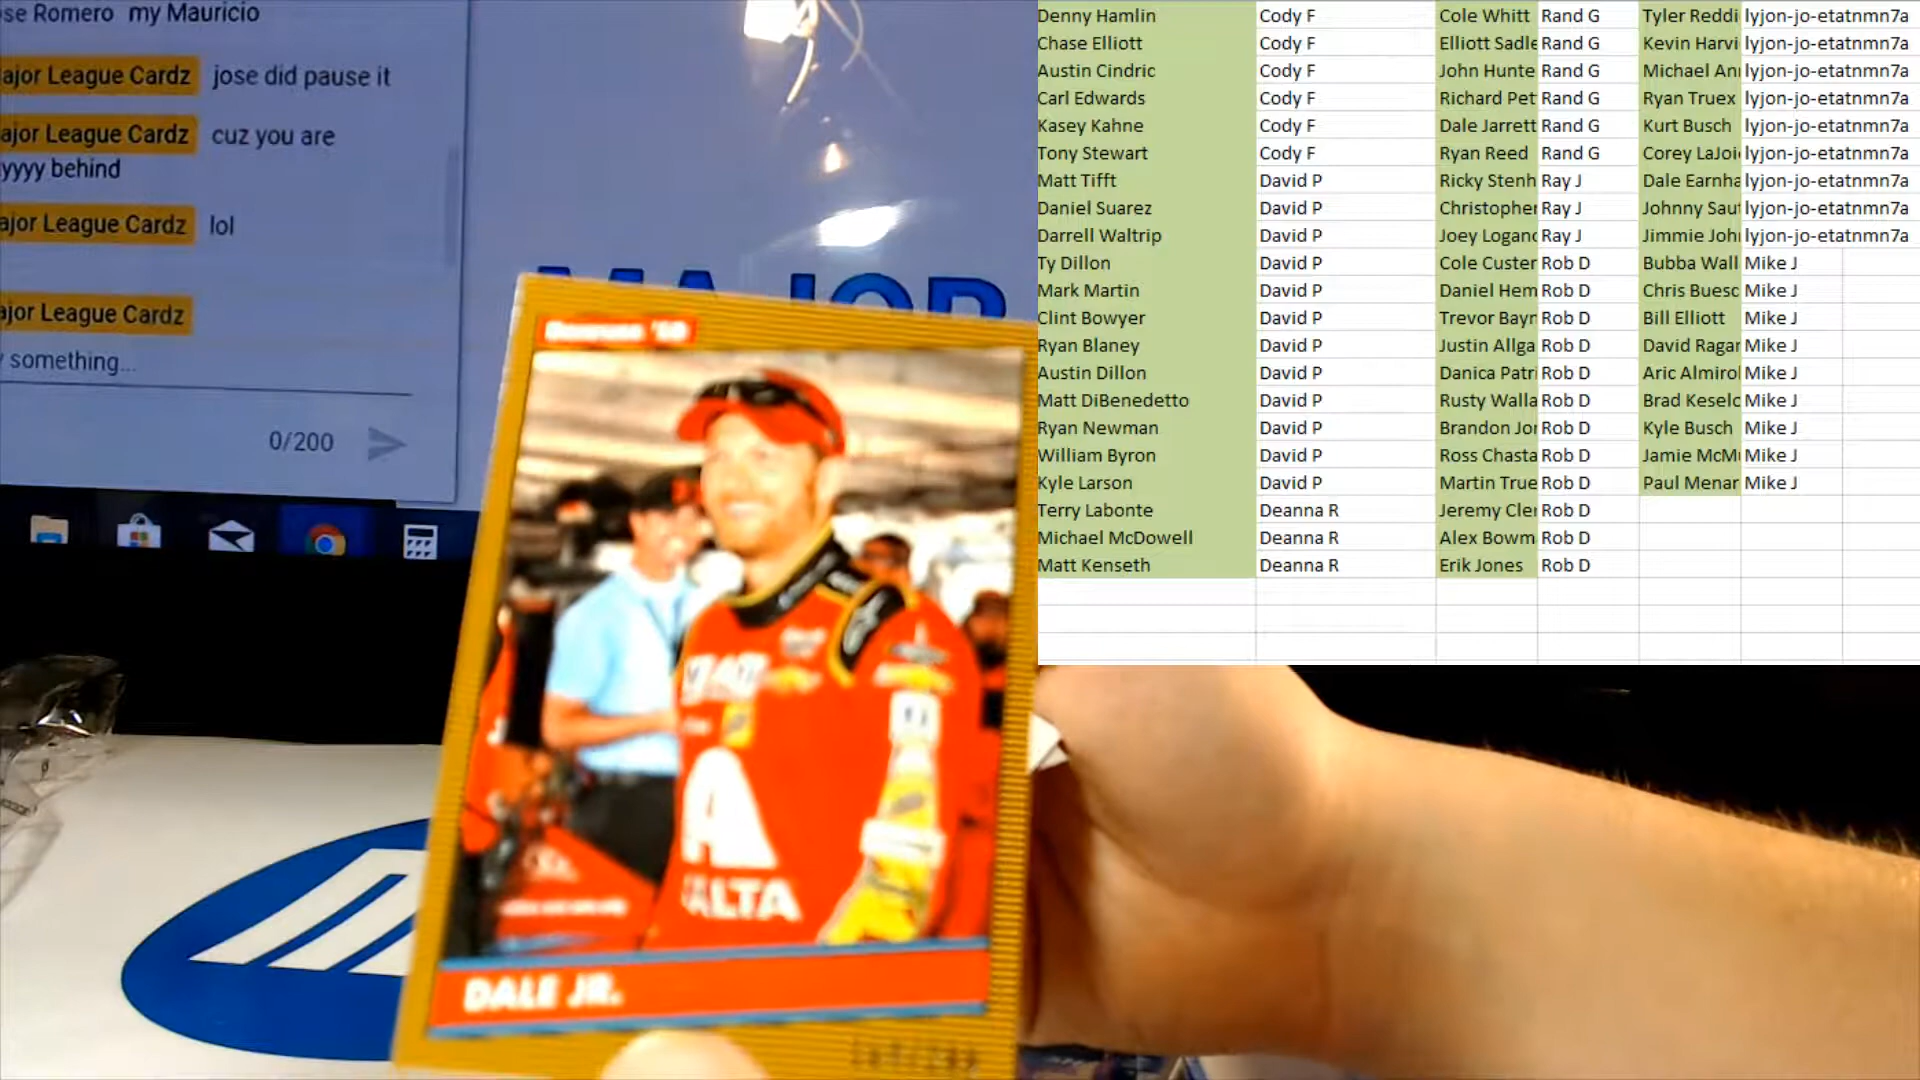 se Romero my Mauricio
ajor League Cardz jose did pause it
ajor League Cardz cuz you are
yyyy behind
ajor League Cardz lol
ajor League Cardz
something...
0/200
MAJOR
Donruss
DALE JR.
ALTA
Denny Hamlin Cody F Cole Whitt Rand G Tyler Reddi lyjon-jo-etatnmn7a
Chase Elliott Cody F Elliott Sadle Rand G Kevin Harvi lyjon-jo-etatnmn7a
Austin Cindric Cody F John Hunte Rand G Michael An lyjon-jo-etatnmn7a
Carl Edwards Cody F Richard Pet Rand G Ryan Truex lyjon-jo-etatnmn7a
Kasey Kahne Cody F Dale Jarrett Rand G Kurt Busch lyjon-jo-etatnmn7a
Tony Stewart Cody F Ryan Reed Rand G Corey LaJoi lyjon-jo-etatnmn7a
Matt Tifft David P Ricky Stenh Ray J Dale Earnha lyjon-jo-etatnmn7a
Daniel Suarez David P Christopher Ray J Johnny Saut lyjon-jo-etatnmn7a
Darrell Waltrip David P Joey Logano Ray J Jimmie John lyjon-jo-etatnmn7a
Ty Dillon David P Cole Custer Rob D Bubba Wall Mike J
Mark Martin David P Daniel Hem Rob D Chris Buesc Mike J
Clint Bowyer David P Trevor Bayn Rob D Bill Elliott Mike J
Ryan Blaney David P Justin Allga Rob D David Ragan Mike J
Austin Dillon David P Danica Patri Rob D Aric Almirol Mike J
Matt DiBenedetto David P Rusty Walla Rob D Brad Keselo Mike J
Ryan Newman David P Brandon Jon Rob D Kyle Busch Mike J
William Byron David P Ross Chasta Rob D Jamie McMu Mike J
Kyle Larson David P Martin True Rob D Paul Menar Mike J
Terry Labonte Deanna R Jeremy Cle Rob D
Michael McDowell Deanna R Alex Bowm Rob D
Matt Kenseth Deanna R Erik Jones Rob D